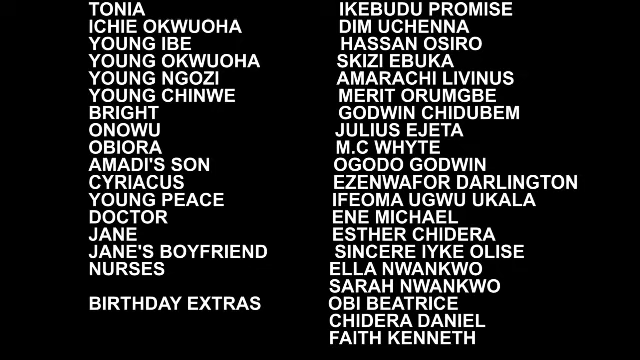 TONIA IKEBUDU PROMISE
ICHIE OKWUOHA DIM UCHENNA
YOUNG IBE HASSAN OSIRO
YOUNG OKWUOHA SKIZI EBUKA
YOUNG NGOZI AMARACHI LIVINUS
YOUNG CHINWE MERIT ORUMGBE
BRIGHT GODWIN CHIDUBEM
ONOWU JULIUS EJETA
OBIORA M.C WHYTE
AMADI'S SON OGODO GODWIN
CYRIACUS EZENWAFOR DARLINGTON
YOUNG PEACE IFEOMA UGWU UKALA
DOCTOR ENE MICHAEL
JANE ESTHER CHIDERA
JANE'S BOYFRIEND SINCERE IYKE OLISE
NURSES ELLA NWANKWO
SARAH NWANKWO
BIRTHDAY EXTRAS OBI BEATRICE
CHIDERA DANIEL
FAITH KENNETH